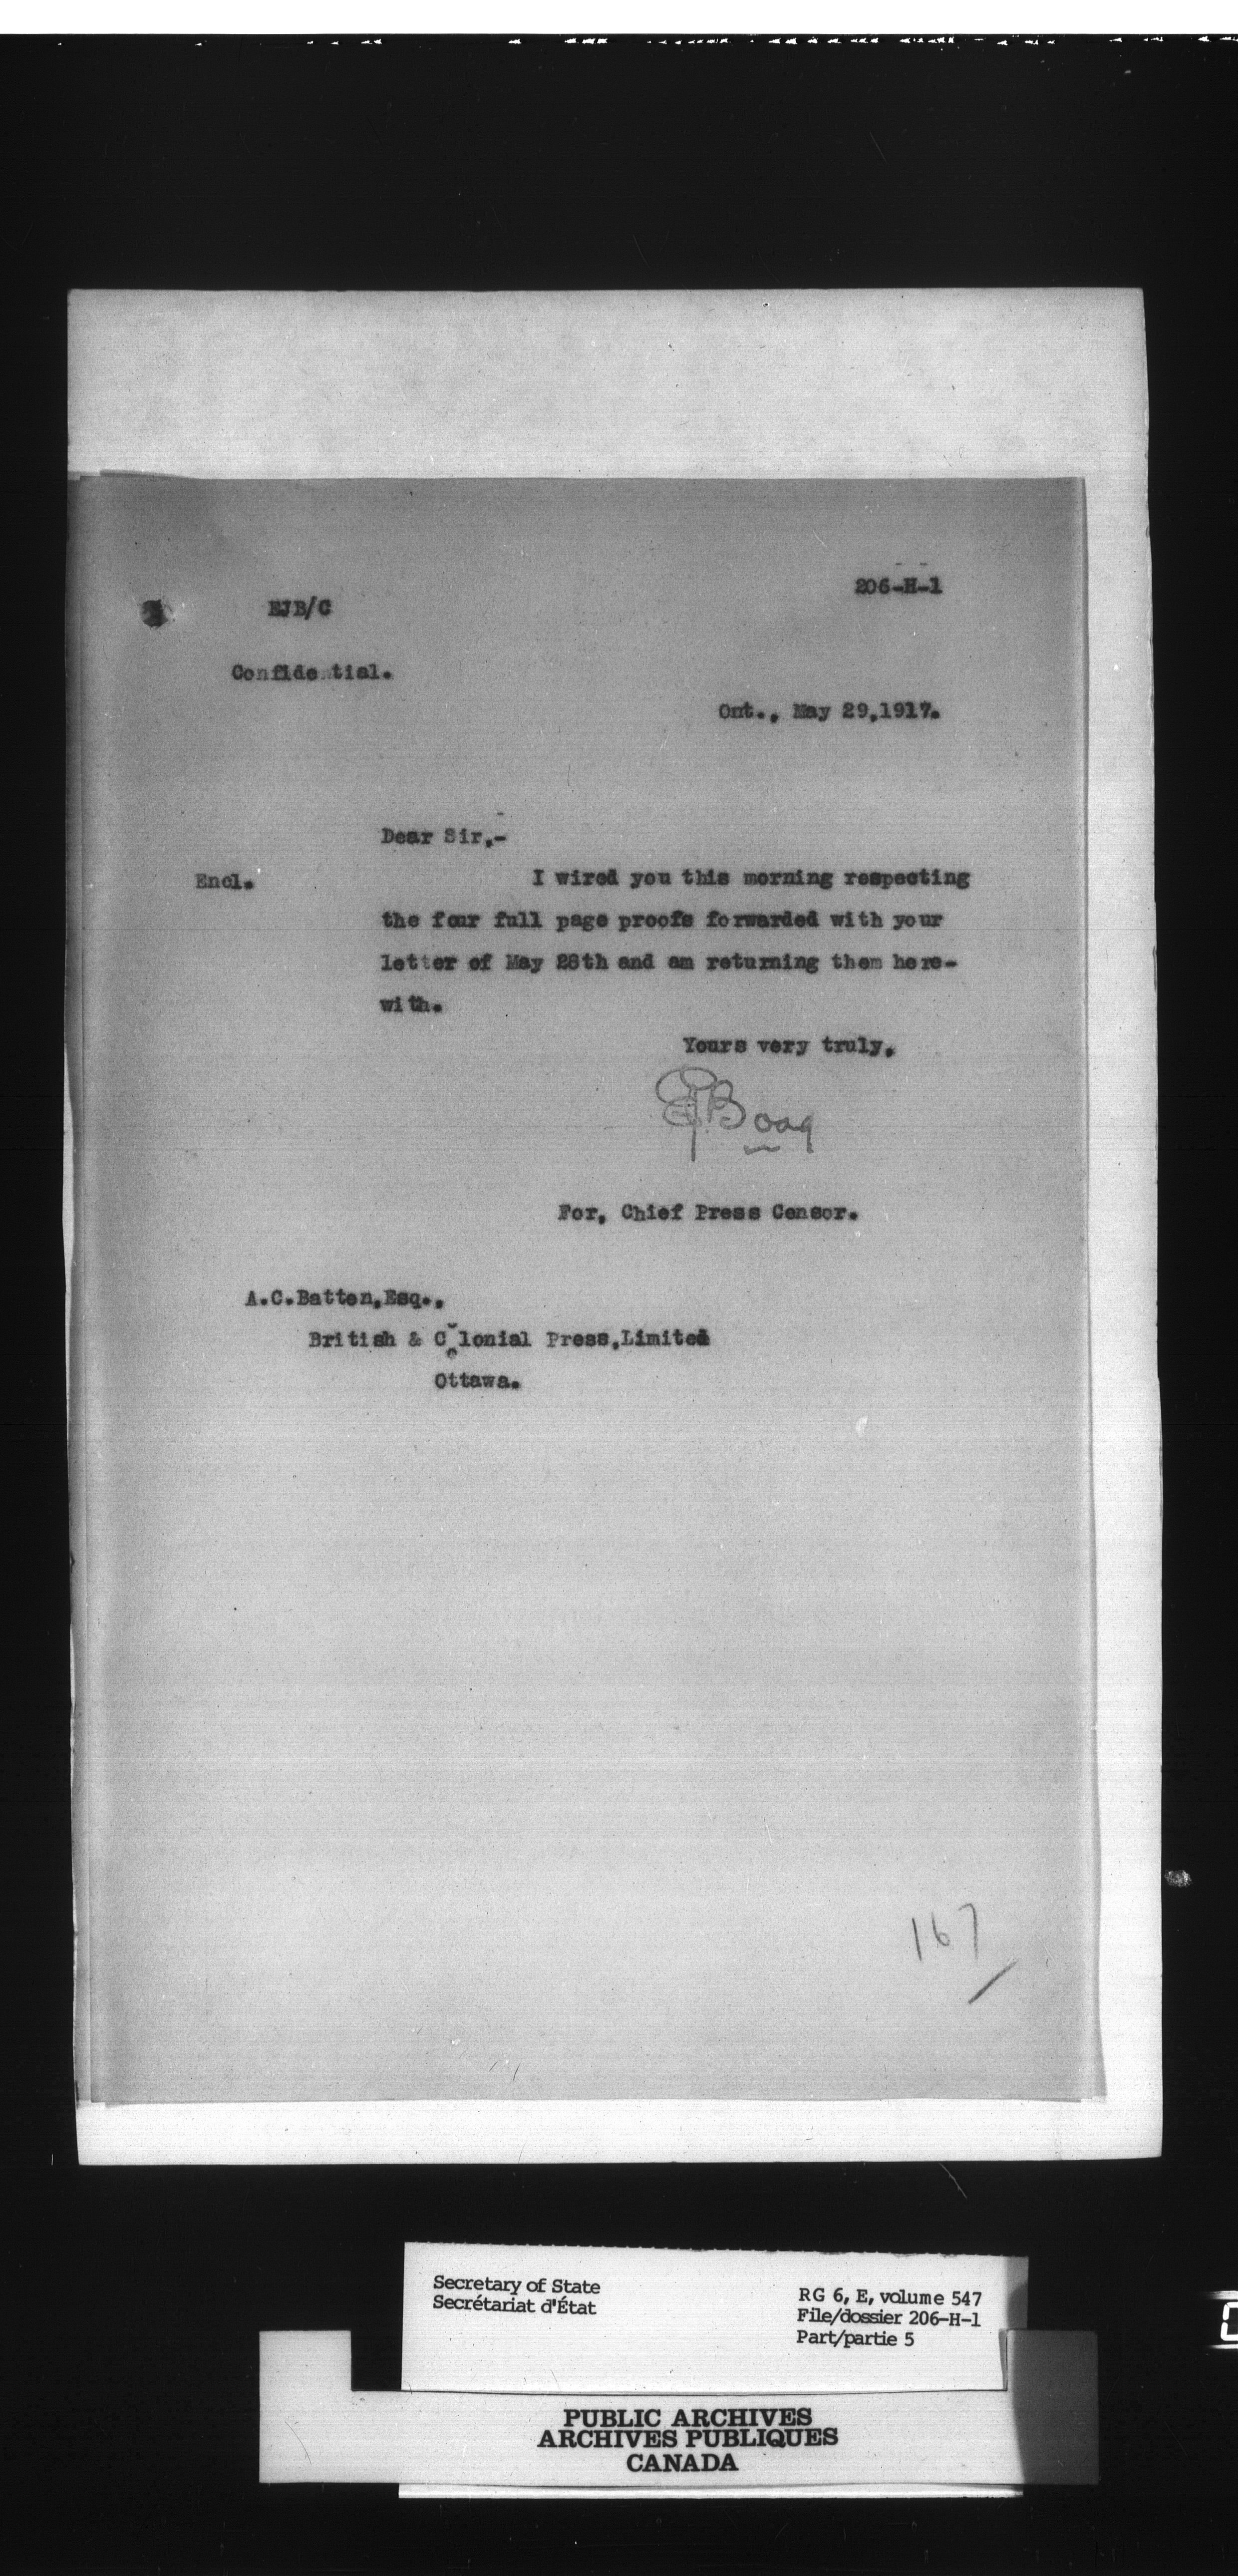 206-H-1
EJB/C
Confidential.
Ont., May 29,1917.
Dear Sir,-
Encl. I wired you this morning respecting
the four full page proofs forwarded with your
letter of May 28th and am returning them here-
with.
Yours very truly,
EJBoag
For, Chief Press Censor.
A.C.Batten,Esq.,
British & Colonial Press,Limited
Ottawa.
167
Secretary of State
Secrétariat d'État
RG 6, E, volume 547
File/dossier 206-H-1
Part/partie 5
PUBLIC ARCHIVES
ARCHIVES PUBLIQUES
CANADA